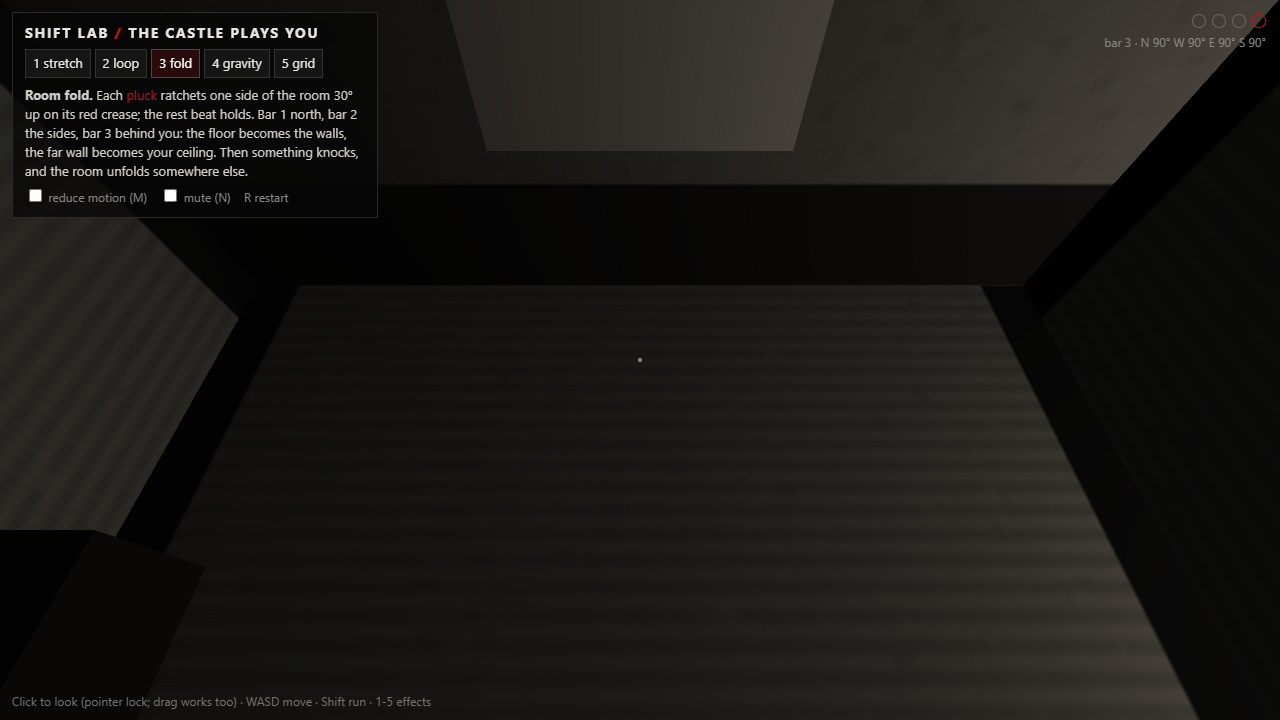 SHIFT LAB / THE CASTLE PLAYS YOU
1 stretch 2 loop 3 fold 4 gravity 5 grid
Room fold. Each pluck ratchets one side of the room 30°
up on its red crease; the rest beat holds. Bar 1 north, bar 2
the sides, bar 3 behind you: the floor becomes the walls,
the far wall becomes your ceiling. Then something knocks,
and the room unfolds somewhere else.
reduce motion (M) mute (N) R restart
bar 3 · N 90° W 90° E 90° S 90°
Click to look (pointer lock; drag works too) · WASD move · Shift run · 1-5 effects